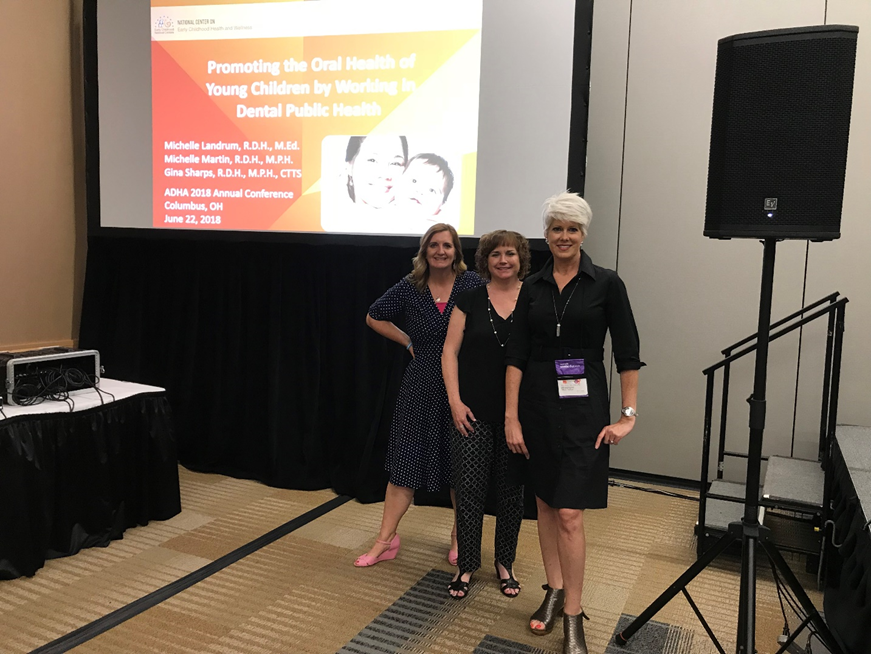 NATIONAL CENTER ON
Early Childhood Health and Wellness
Promoting the Oral Health of
Young Children by Working in
Dental Public Health
Michelle Landrum, R.D.H., M.Ed.
Michelle Martin, R.D.H., M.P.H.
Gina Sharps, R.D.H., M.P.H., CTTS
ADHA 2018 Annual Conference
Columbus, OH
June 22, 2018
EV